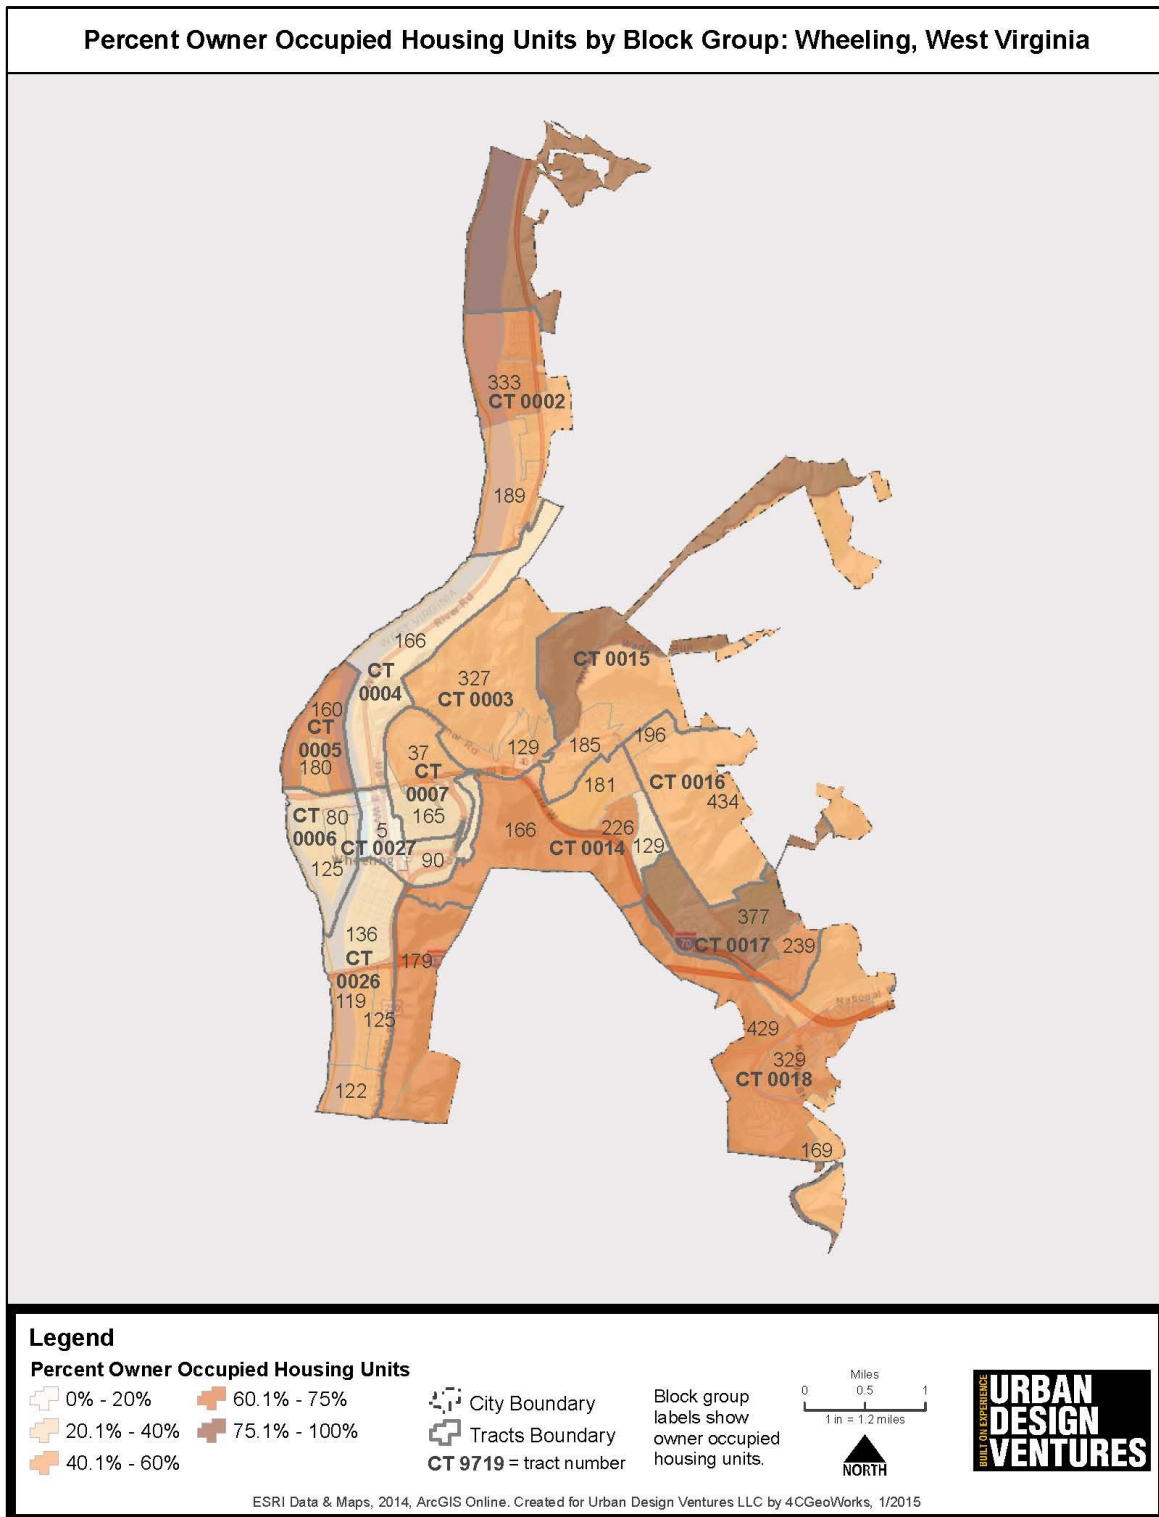 Percent Owner Occupied Housing Units by Block Group: Wheeling, West Virginia
333
CT 0002
189
WEST VIRGINIA
River Rd
166
CT
0004
327
CT 0003
CT 0015
160
CT
0005
180
37
CT
0007
129
185
196
181
CT 0016
434
CT
0006
80
5
165
166
226
CT 0014
129
CT 0027
Wheeling
125
90
377
CT 0017
239
136
CT
0026
179
119
125
National
429
329
CT 0018
122
169
Legend
Percent Owner Occupied Housing Units
0% - 20%
20.1% - 40%
40.1% - 60%
60.1% - 75%
75.1% - 100%
City Boundary
Tracts Boundary
CT 9719 = tract number
Block group
labels show
owner occupied
housing units.
Miles
0 0.5 1
1 in = 1.2 miles
NORTH
BUILT ON EXPERIENCE
URBAN
DESIGN
VENTURES
ESRI Data & Maps, 2014, ArcGIS Online. Created for Urban Design Ventures LLC by 4CGeoWorks, 1/2015